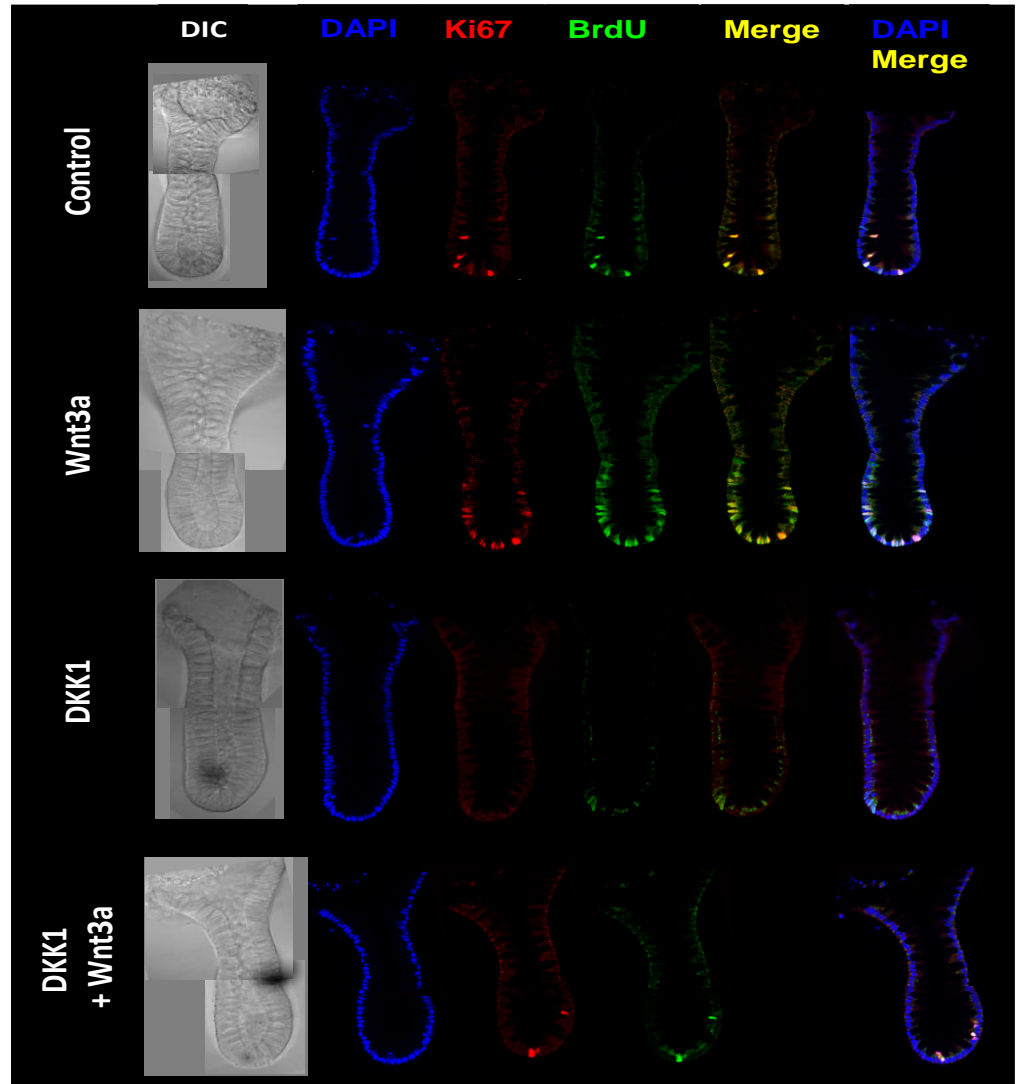 DIC DAPI Ki67 BrdU Merge DAPI
Merge
Control
Wnt3a
DKK1
DKK1
+ Wnt3a